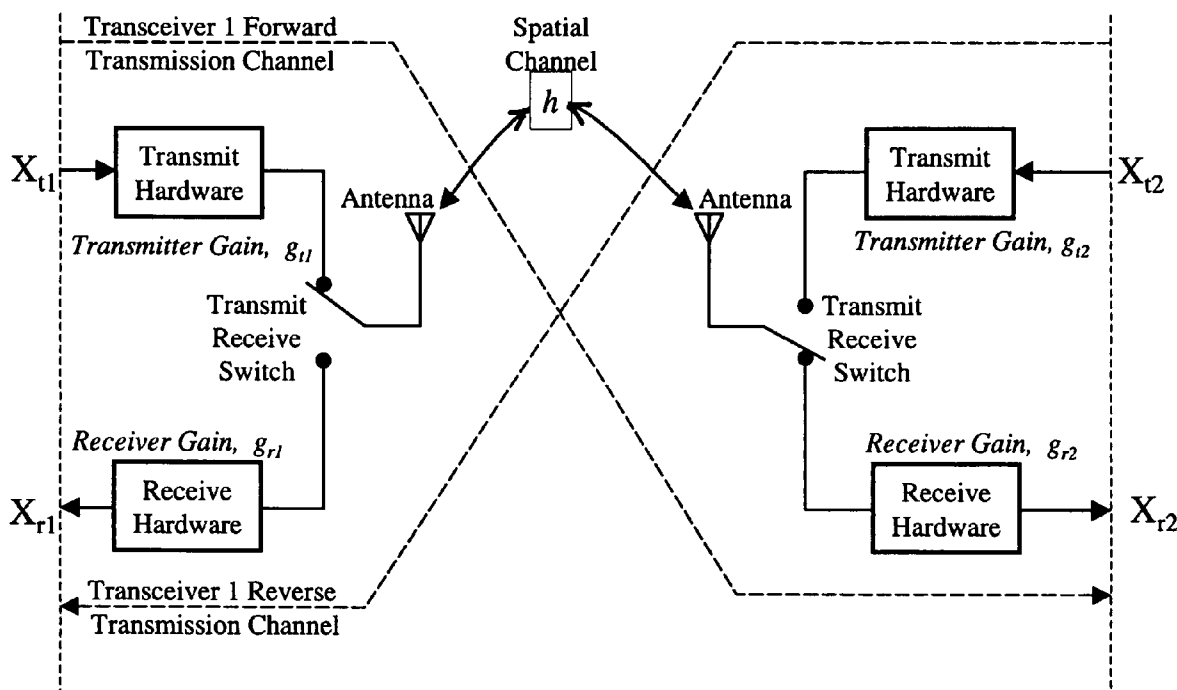 Transceiver 1 Forward
Transmission Channel
Spatial
Channel
h
X_t1
Transmit
Hardware
Transmitter Gain, g_t1
Antenna
Antenna
Transmit
Hardware
X_t2
Transmitter Gain, g_t2
Transmit
Receive
Switch
Transmit
Receive
Switch
Receiver Gain, g_r1
Receiver Gain, g_r2
X_r1
Receive
Hardware
Receive
Hardware
X_r2
Transceiver 1 Reverse
Transmission Channel